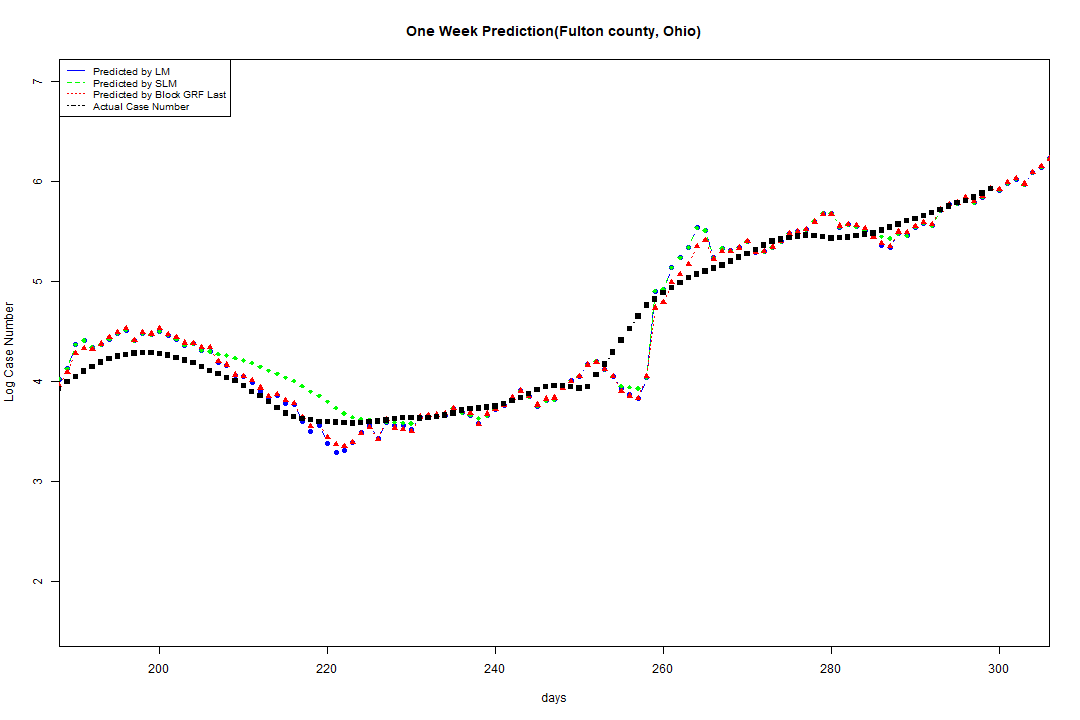 One Week Prediction(Fulton county, Ohio)
Predicted by LM
Predicted by SLM
Predicted by Block GRF Last
Actual Case Number
7
6
5
4
3
2
Log Case Number
200 220 240 260 280 300
days